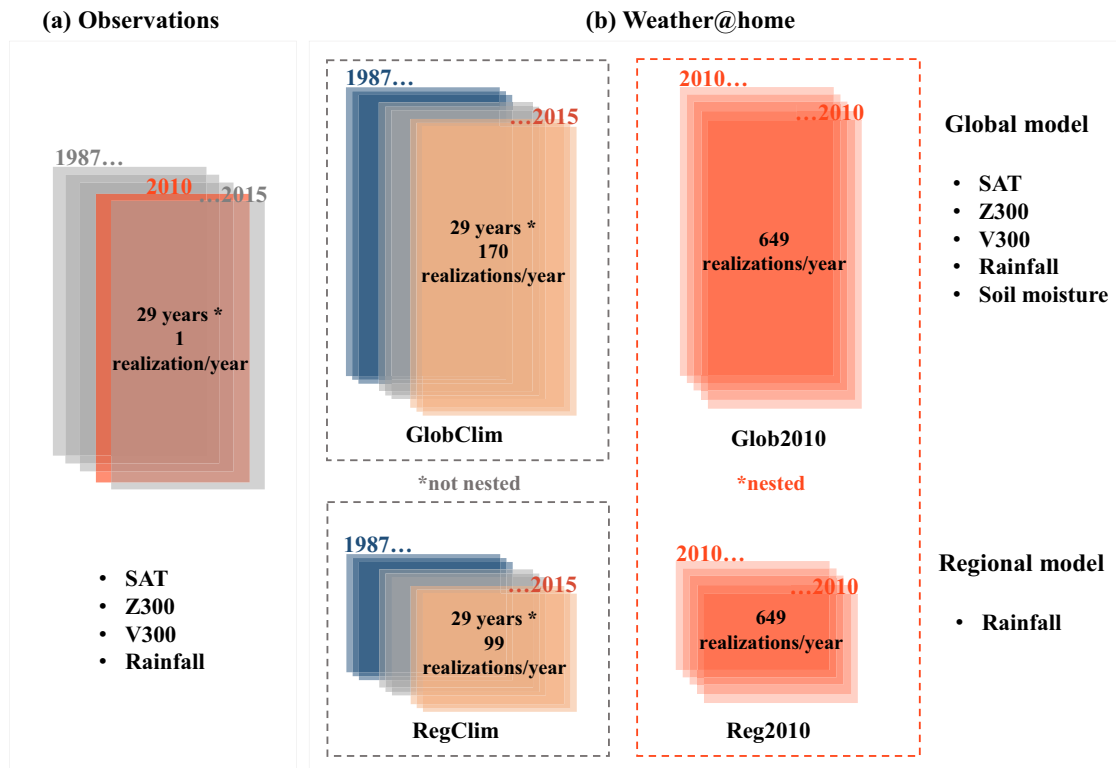 (a) Observations
1987…
2010
…2015
29 years *
1
realization/year
• SAT
• Z300
• V300
• Rainfall
(b) Weather@home
1987…
…2015
29 years *
170
realizations/year
GlobClim
*not nested
1987…
…2015
29 years *
99
realizations/year
RegClim
2010…
…2010
649
realizations/year
Glob2010
*nested
2010…
…2010
649
realizations/year
Reg2010
Global model
• SAT
• Z300
• V300
• Rainfall
• Soil moisture
Regional model
• Rainfall